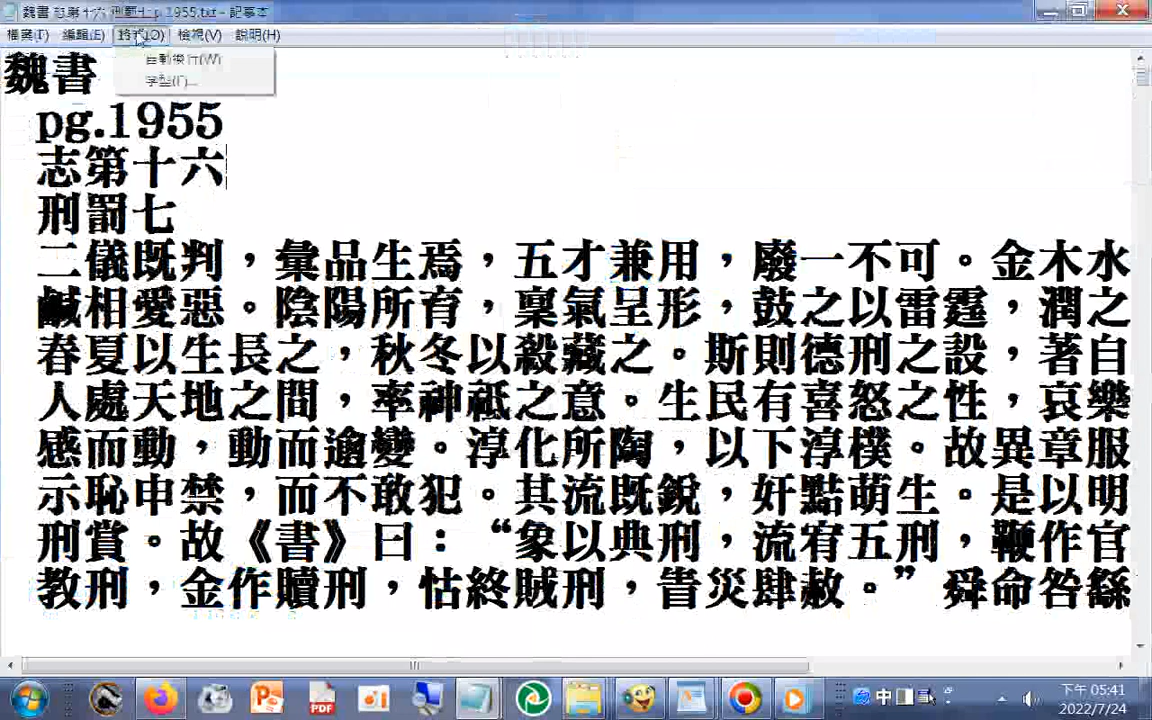 魏書 志第十六 刑罰七 p 1955.txt - 記事本
檔案(F) 編輯(E) 格式(O) 檢視(V) 說明(H)
自動換行(W)
字型(F)...
魏書
pg.1955
志第十六
刑罰七
二儀既判，彙品生焉，五才兼用，廢一不可。金木水
鹹相愛惡。陰陽所育，稟氣呈形，鼓之以雷霆，潤之
春夏以生長之，秋冬以殺藏之。斯則德刑之設，著自
人處天地之間，率神祇之意。生民有喜怒之性，哀樂
感而動，動而逾變。淳化所陶，以下淳樸。故異章服
示恥申禁，而不敢犯。其流既銳，奸黠萌生。是以明
刑賞。故《書》曰：“象以典刑，流宥五刑，鞭作官
教刑，金作贖刑，怙終賊刑，眚災肆赦。”舜命咎繇
PDF
中
下午 05:41
2022/7/24